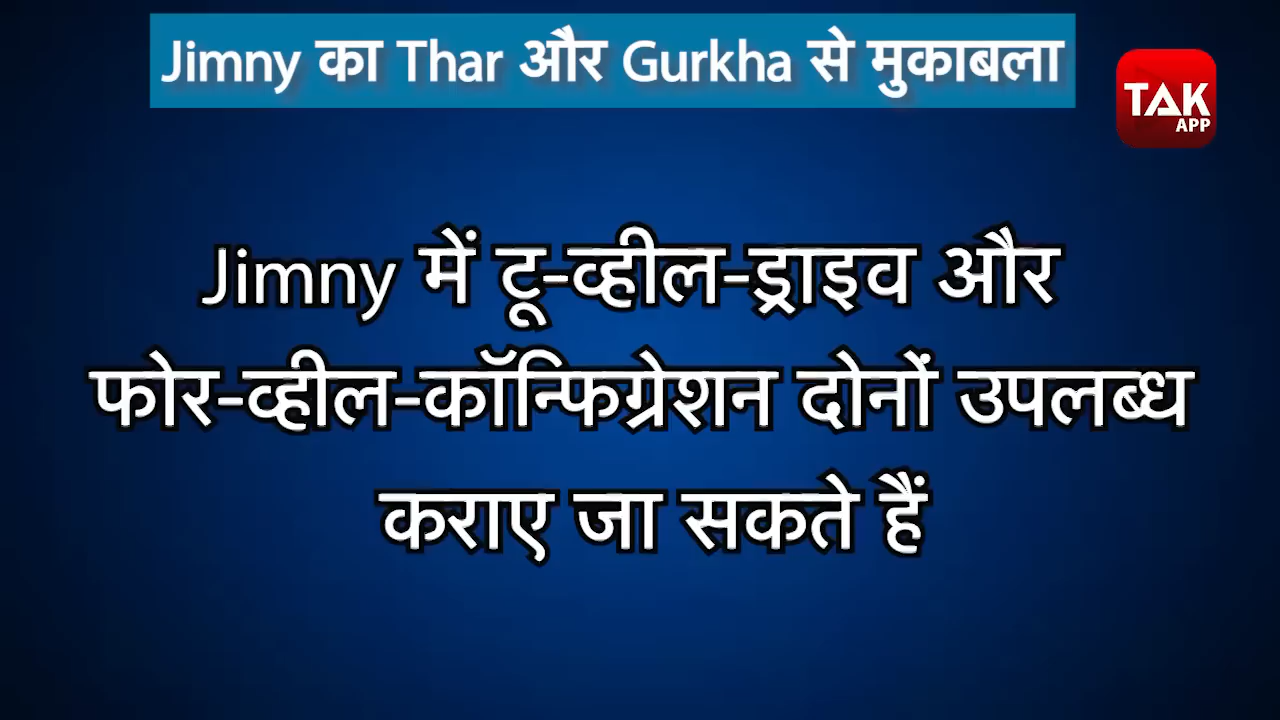 Jimny का Thar और Gurkha से मुकाबला
TAK
APP
Jimny में टू-व्हील-ड्राइव और
फोर-व्हील-कॉन्फिग्रेशन दोनों उपलब्ध
कराए जा सकते हैं